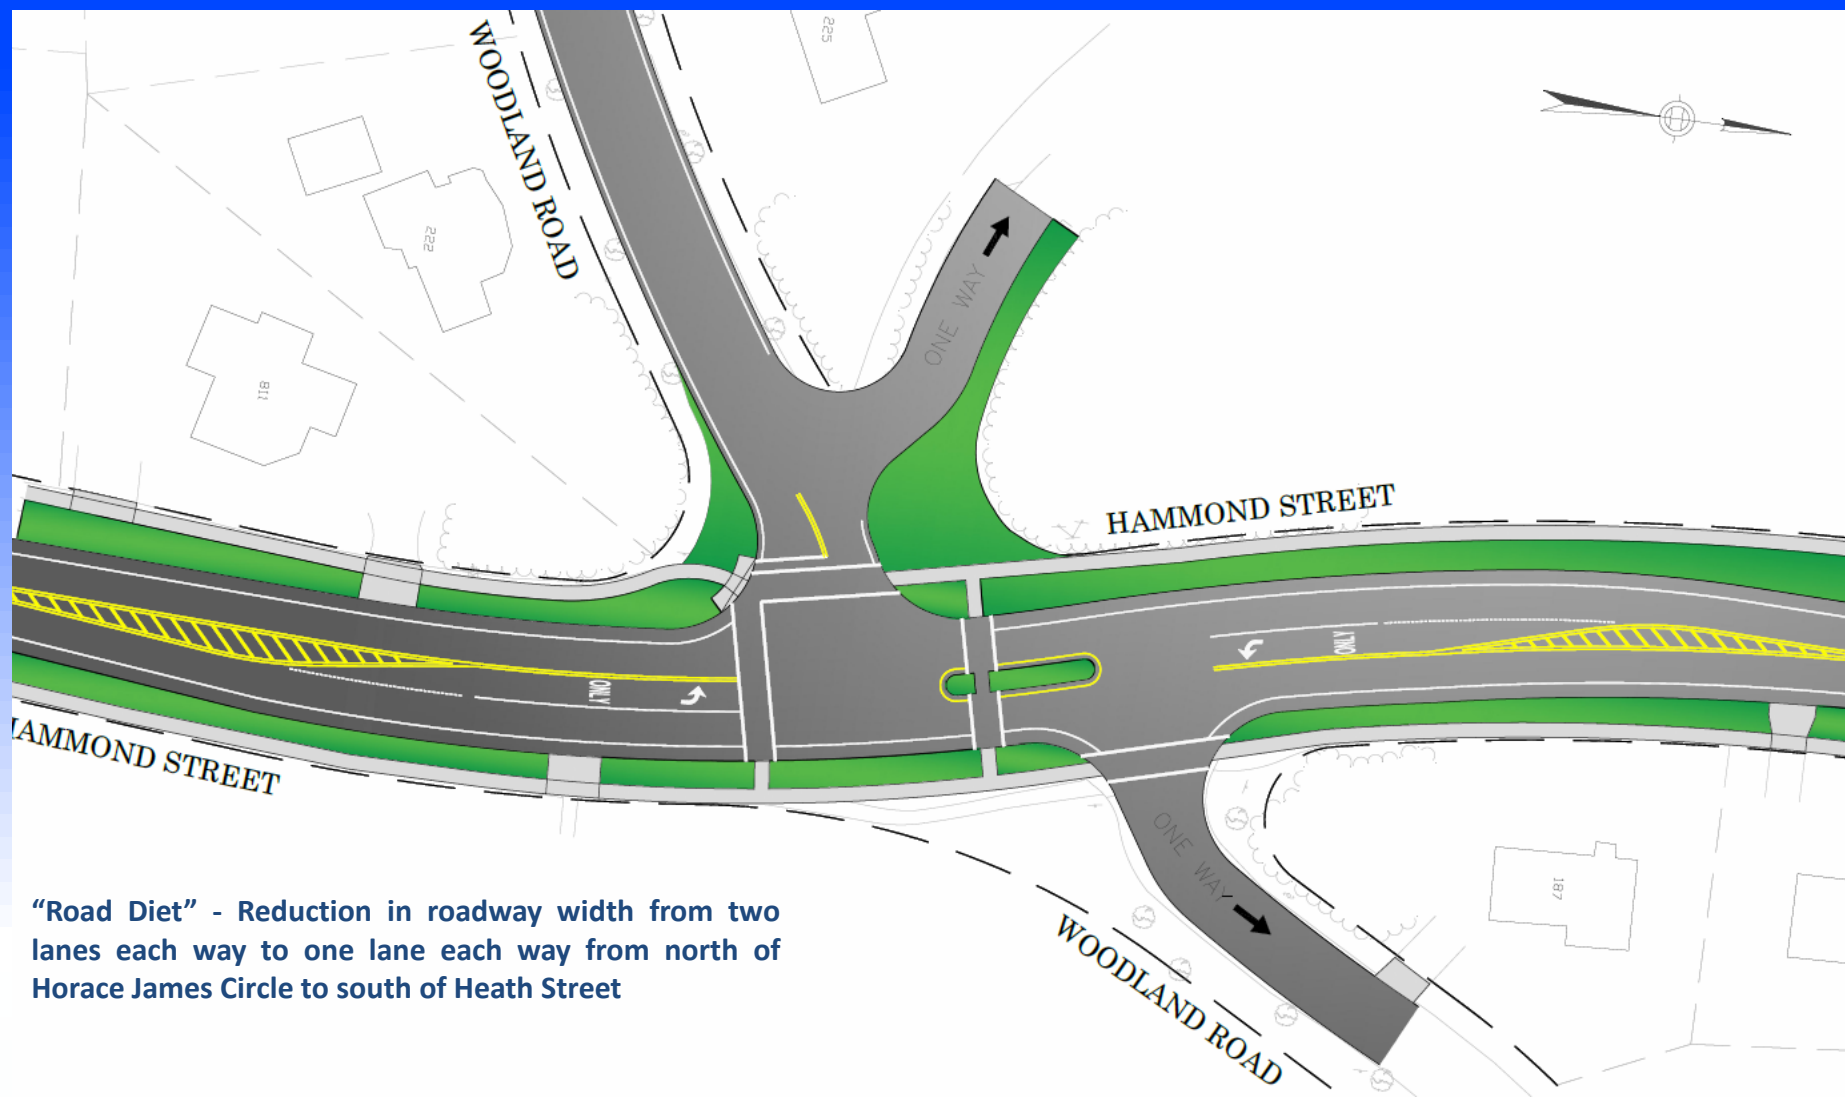 225
WOODLAND ROAD
222
811
ONE WAY
HAMMOND STREET
ONLY
ONLY
HAMMOND STREET
ONE WAY
187
WOODLAND ROAD
“Road Diet” - Reduction in roadway width from two
lanes each way to one lane each way from north of
Horace James Circle to south of Heath Street